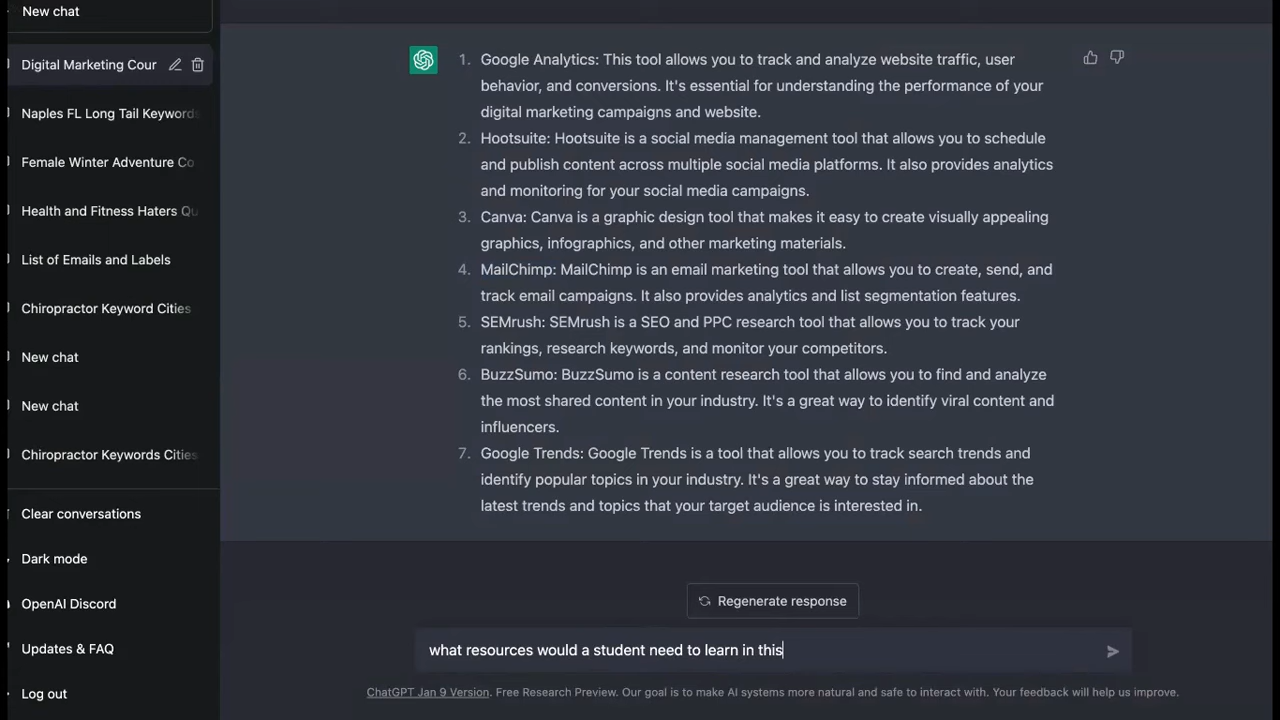 New chat
Digital Marketing Cour
Naples FL Long Tail Keywords
Female Winter Adventure Co
Health and Fitness Haters Qu
List of Emails and Labels
Chiropractor Keyword Cities
New chat
New chat
Chiropractor Keywords Cities
Clear conversations
Dark mode
OpenAI Discord
Updates & FAQ
Log out
1. Google Analytics: This tool allows you to track and analyze website traffic, user
behavior, and conversions. It's essential for understanding the performance of your
digital marketing campaigns and website.
2. Hootsuite: Hootsuite is a social media management tool that allows you to schedule
and publish content across multiple social media platforms. It also provides analytics
and monitoring for your social media campaigns.
3. Canva: Canva is a graphic design tool that makes it easy to create visually appealing
graphics, infographics, and other marketing materials.
4. MailChimp: MailChimp is an email marketing tool that allows you to create, send, and
track email campaigns. It also provides analytics and list segmentation features.
5. SEMrush: SEMrush is a SEO and PPC research tool that allows you to track your
rankings, research keywords, and monitor your competitors.
6. BuzzSumo: BuzzSumo is a content research tool that allows you to find and analyze
the most shared content in your industry. It's a great way to identify viral content and
influencers.
7. Google Trends: Google Trends is a tool that allows you to track search trends and
identify popular topics in your industry. It's a great way to stay informed about the
latest trends and topics that your target audience is interested in.
Regenerate response
what resources would a student need to learn in this
ChatGPT Jan 9 Version. Free Research Preview. Our goal is to make AI systems more natural and safe to interact with. Your feedback will help us improve.